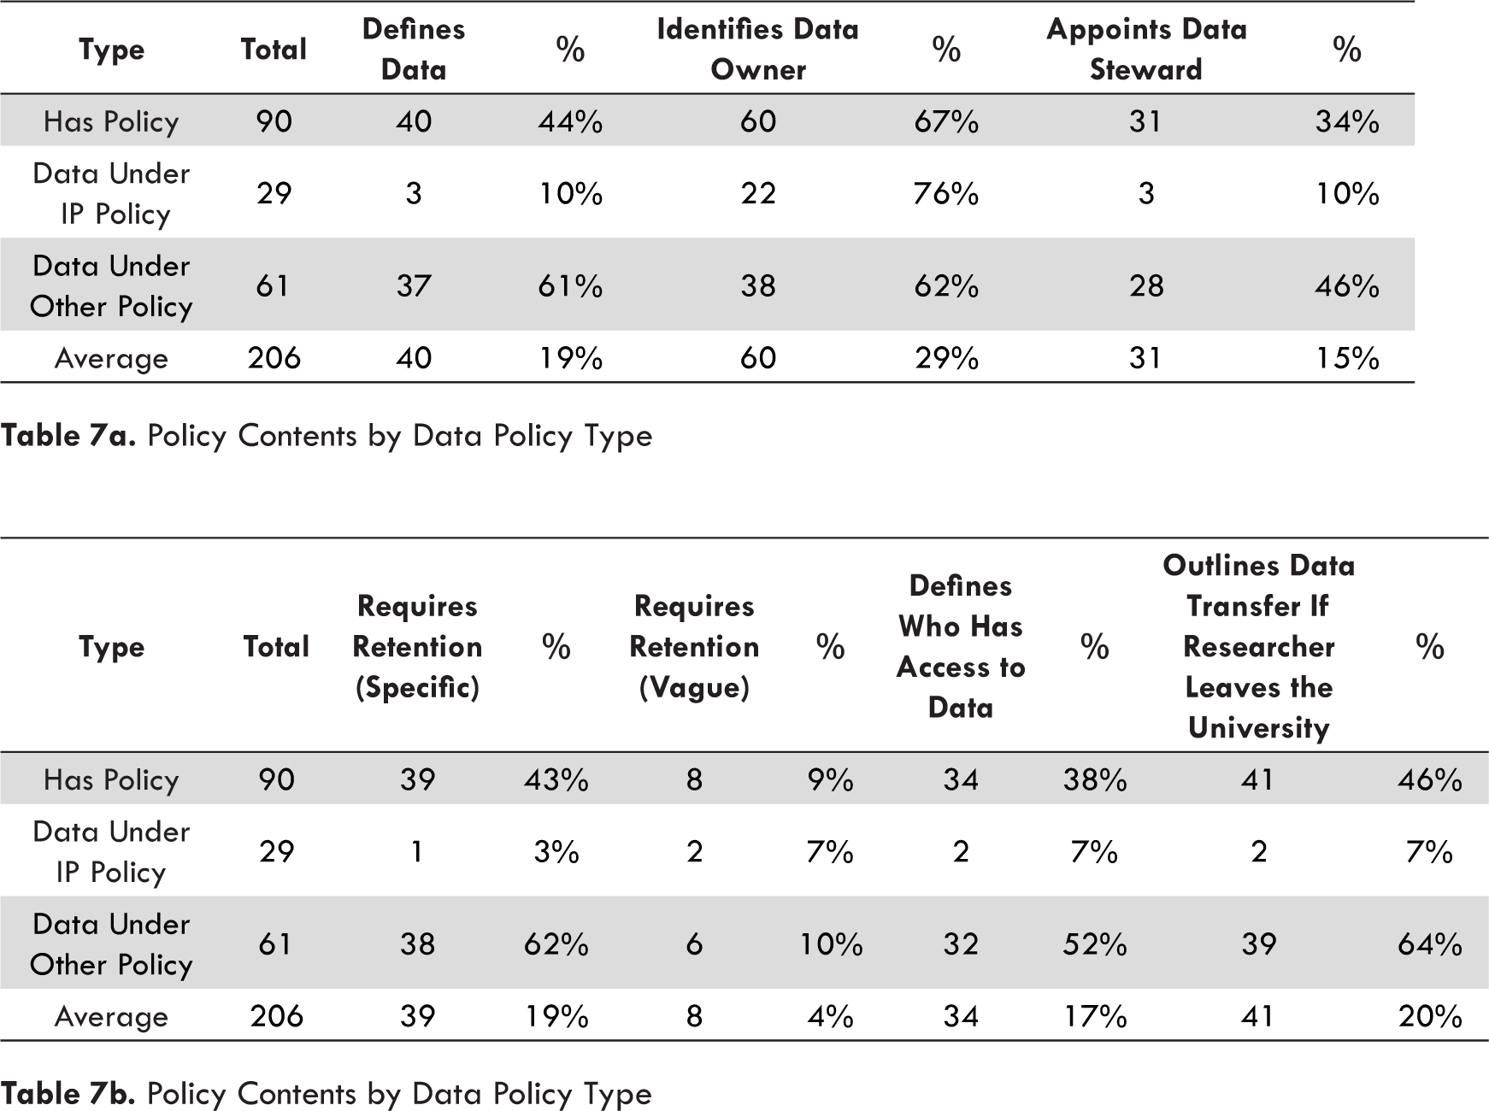 Type Total Defines Data % Identifies Data Owner % Appoints Data Steward %
Has Policy 90 40 44% 60 67% 31 34%
Data Under IP Policy 29 3 10% 22 76% 3 10%
Data Under Other Policy 61 37 61% 38 62% 28 46%
Average 206 40 19% 60 29% 31 15%
Table 7a. Policy Contents by Data Policy Type
Type Total Requires Retention (Specific) % Requires Retention (Vague) % Defines Who Has Access to Data % Outlines Data Transfer If Researcher Leaves the University %
Has Policy 90 39 43% 8 9% 34 38% 41 46%
Data Under IP Policy 29 1 3% 2 7% 2 7% 2 7%
Data Under Other Policy 61 38 62% 6 10% 32 52% 39 64%
Average 206 39 19% 8 4% 34 17% 41 20%
Table 7b. Policy Contents by Data Policy Type